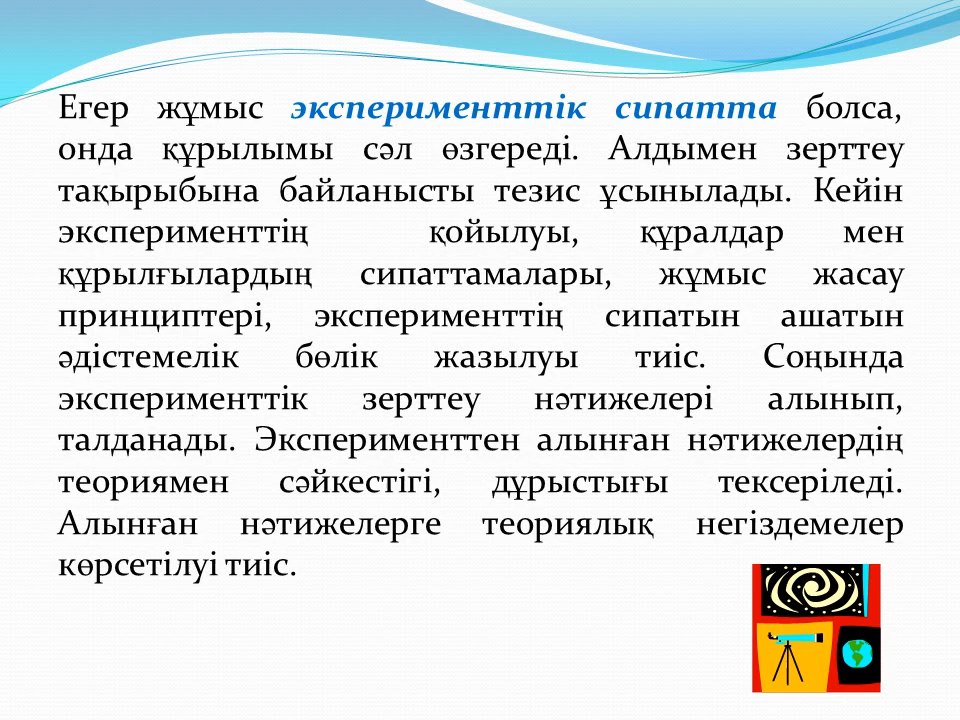 Егер жұмыс эксперименттік сипатта болса,
онда құрылымы сәл өзгереді. Алдымен зерттеу
тақырыбына байланысты тезис ұсынылады. Кейін
эксперименттің қойылуы, құралдар мен
құрылғылардың сипаттамалары, жұмыс жасау
принциптері, эксперименттің сипатын ашатын
әдістемелік бөлік жазылуы тиіс. Соңында
эксперименттік зерттеу нәтижелері алынып,
талданады. Эксперименттен алынған нәтижелердің
теориямен сәйкестігі, дұрыстығы тексеріледі.
Алынған нәтижелерге теориялық негіздемелер
көрсетілуі тиіс.